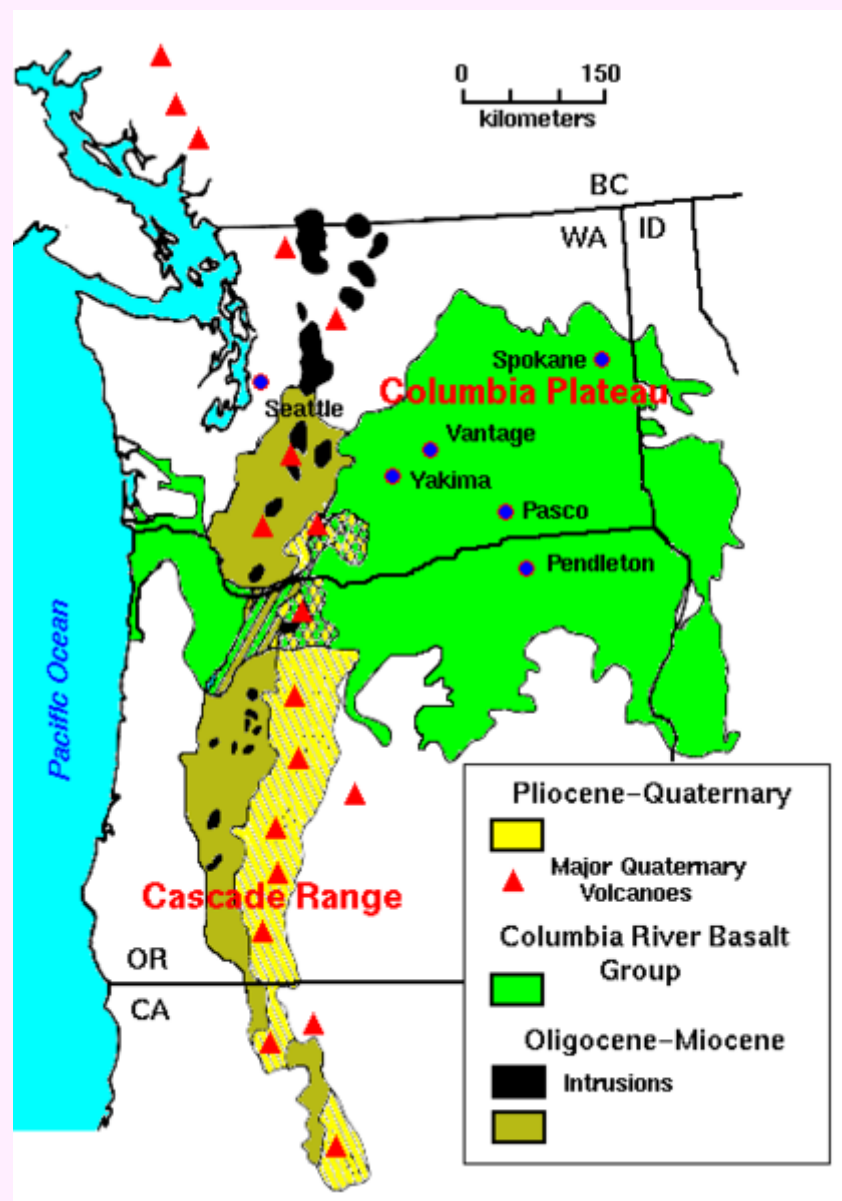 0 150
kilometers
BC
WA
ID
Spokane
Columbia Plateau
Seattle
Vantage
Yakima
Pasco
Pendleton
Pacific Ocean
Cascade Range
OR
CA
Pliocene-Quaternary
Major Quaternary
Volcanoes
Columbia River Basalt
Group
Oligocene-Miocene
Intrusions